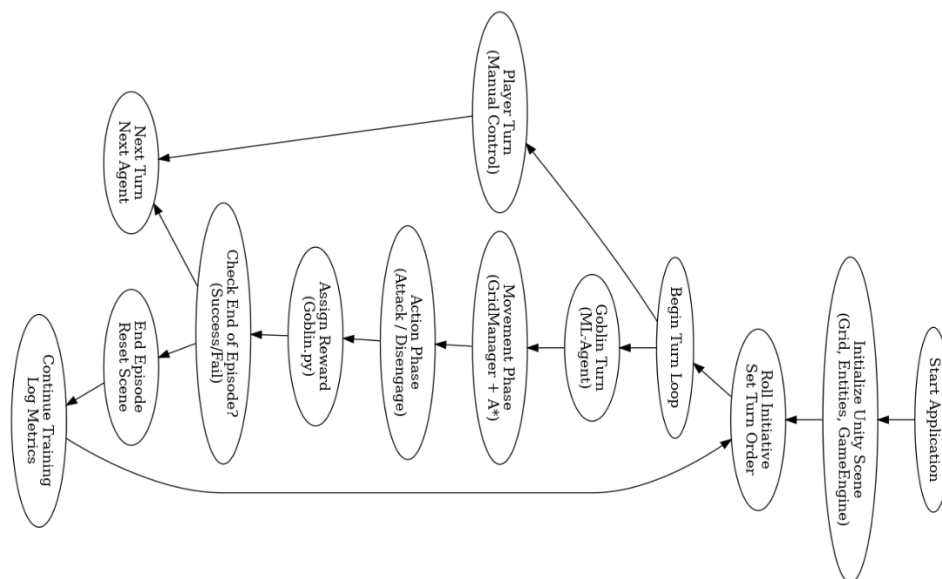 Start Application
Initialize Unity Scene
(Grid, Entities, GameEngine)
Roll Initiative
Set Turn Order
Begin Turn Loop
Player Turn
(Manual Control)
Goblin Turn
(ML-Agent)
Movement Phase
(GridManager + A*)
Action Phase
(Attack / Disengage)
Assign Reward
(Goblin.py)
Check End of Episode?
(Success/Fail)
Next Turn
Next Agent
End Episode
Reset Scene
Continue Training
Log Metrics